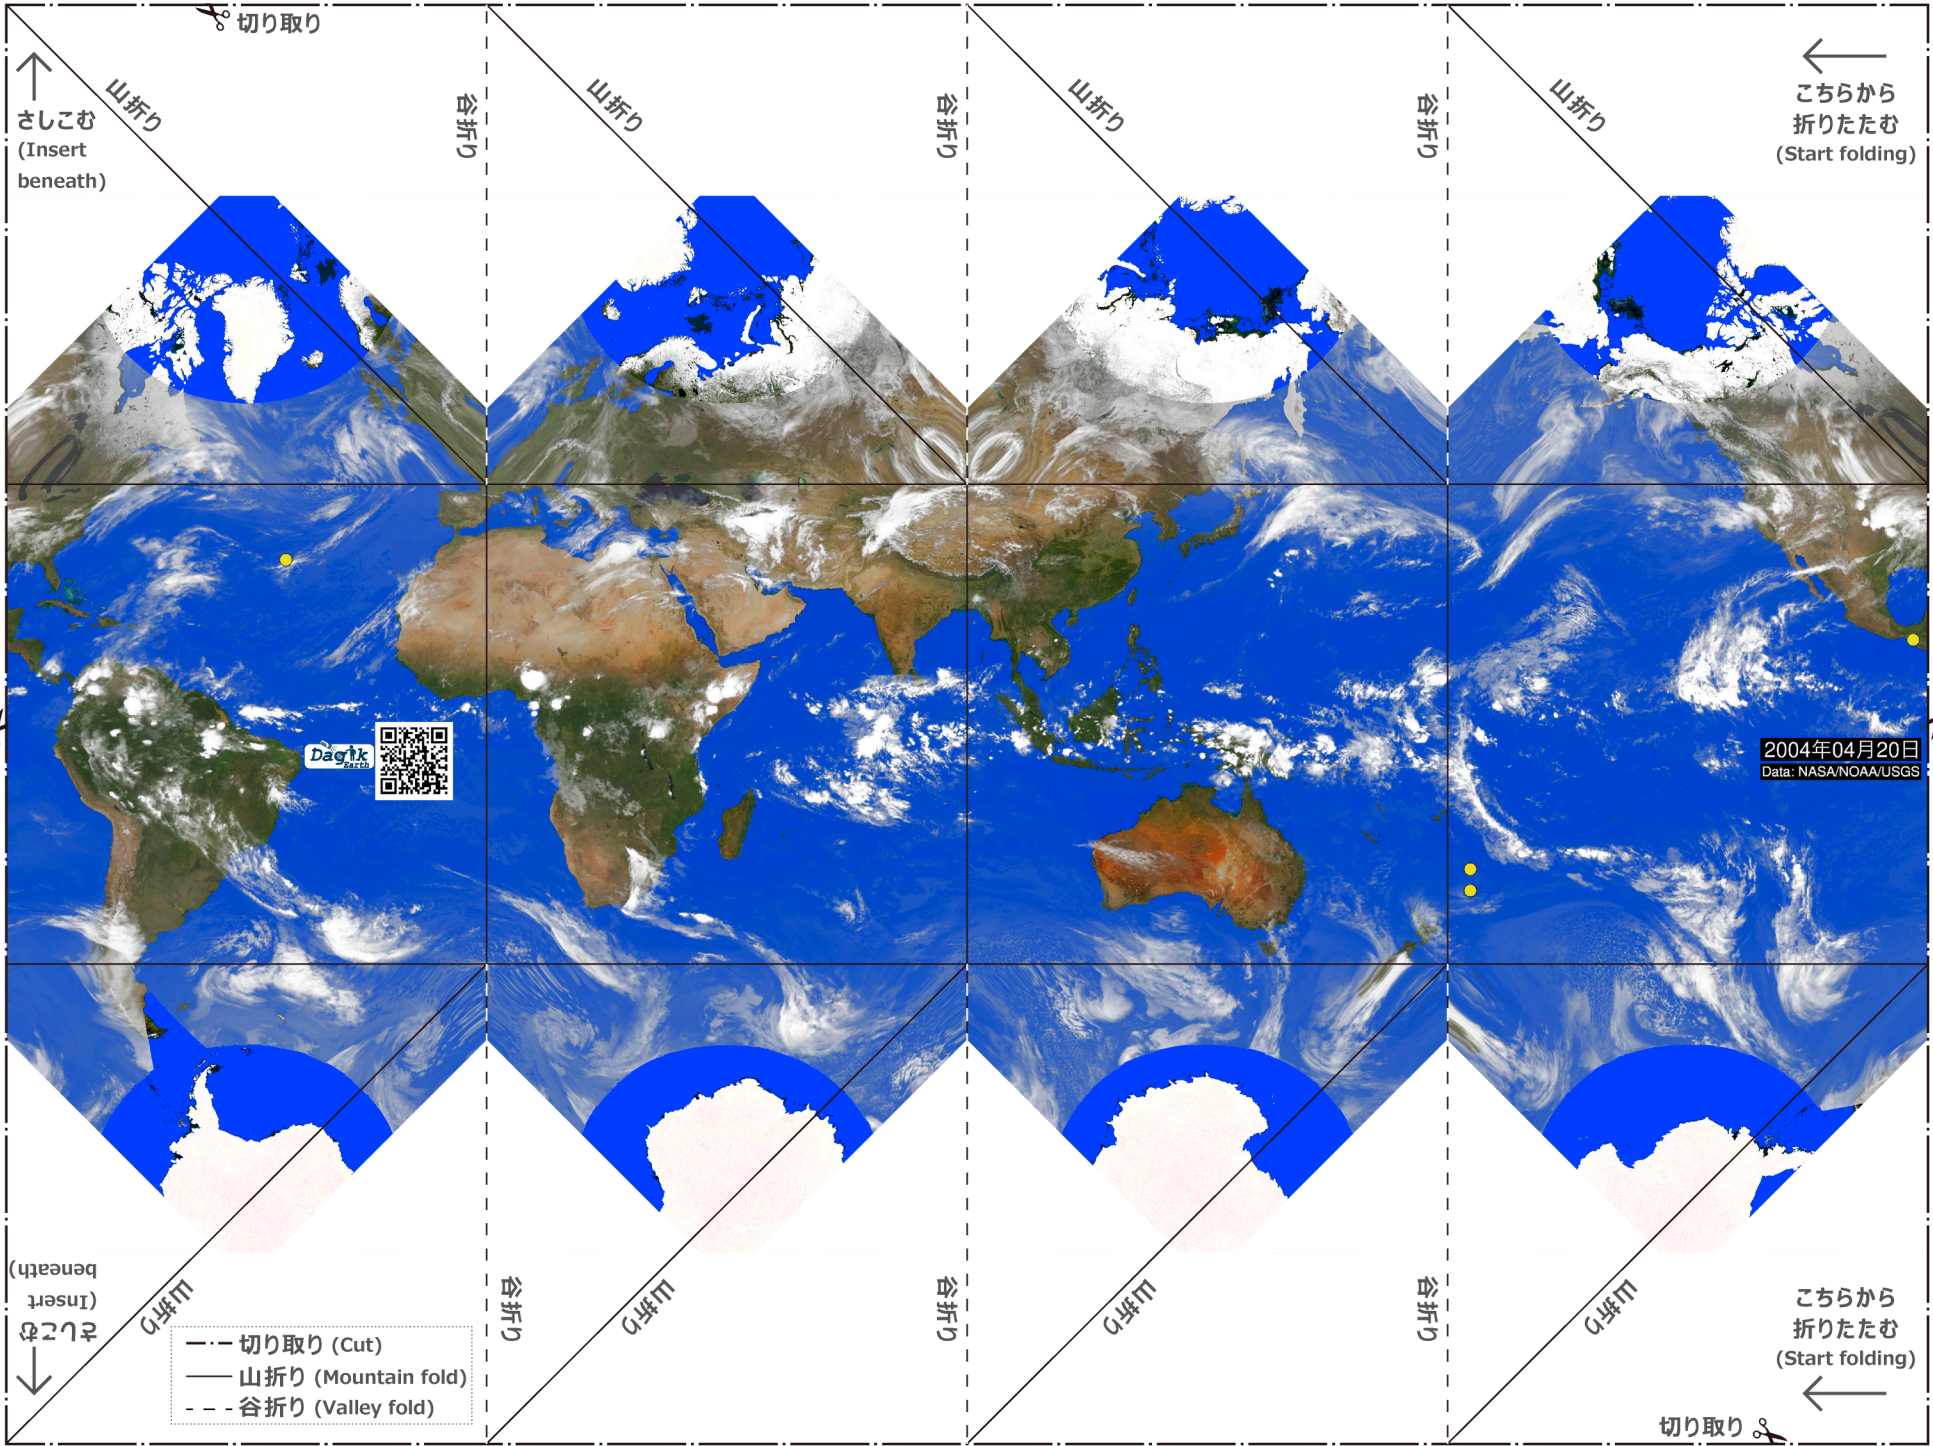 切り取り
山折り
谷折り
山折り
谷折り
山折り
谷折り
山折り
さしこむ
(Insert
beneath)
こちらから
折りたたむ
(Start folding)
Dagik
Earth
2004年04月20日
Data: NASA/NOAA/USGS
さしこむ
(Insert
beneath)
山折り
谷折り
山折り
谷折り
山折り
谷折り
山折り
切り取り (Cut)
山折り (Mountain fold)
谷折り (Valley fold)
こちらから
折りたたむ
(Start folding)
切り取り